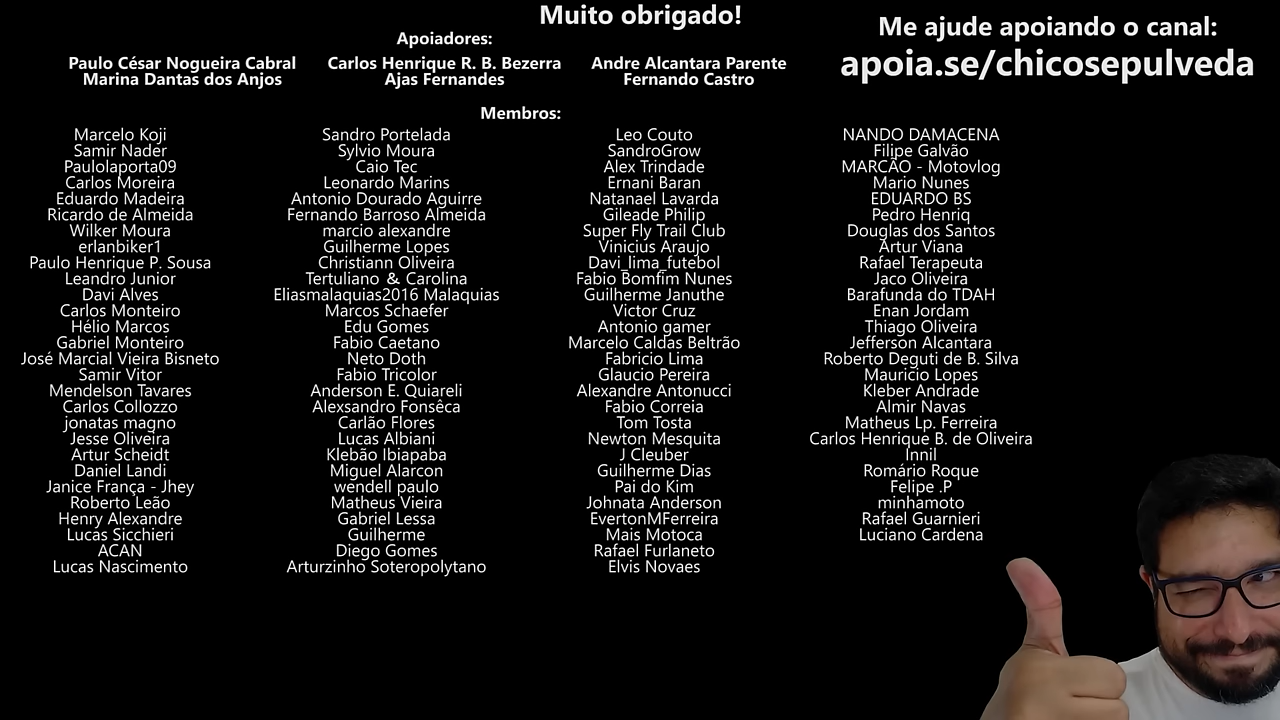 Muito obrigado!
Me ajude apoiando o canal:
apoia.se/chicosepulveda
Apoiadores:
Paulo César Nogueira Cabral
Marina Dantas dos Anjos
Carlos Henrique R. B. Bezerra
Ajas Fernandes
Andre Alcantara Parente
Fernando Castro
Membros:
Marcelo Koji
Samir Nader
Paulolaporta09
Carlos Moreira
Eduardo Madeira
Ricardo de Almeida
Wilker Moura
erlanbiker1
Paulo Henrique P. Sousa
Leandro Junior
Davi Alves
Carlos Monteiro
Hélio Marcos
Gabriel Monteiro
José Marcial Vieira Bisneto
Samir Vitor
Mendelson Tavares
Carlos Collozzo
jonatas magno
Jesse Oliveira
Artur Scheidt
Daniel Landi
Janice França - Jhey
Roberto Leão
Henry Alexandre
Lucas Sicchieri
ACAN
Lucas Nascimento
Sandro Portelada
Sylvio Moura
Caio Tec
Leonardo Marins
Antonio Dourado Aguirre
Fernando Barroso Almeida
marcio alexandre
Guilherme Lopes
Christiann Oliveira
Tertuliano & Carolina
Eliasmalaquias2016 Malaquias
Marcos Schaefer
Edu Gomes
Fabio Caetano
Neto Doth
Fabio Tricolor
Anderson E. Quiareli
Alexsandro Fonsêca
Carlão Flores
Lucas Albiani
Klebão Ibiapaba
Miguel Alarcon
wendell paulo
Matheus Vieira
Gabriel Lessa
Guilherme
Diego Gomes
Arturzinho Soteropolytano
Leo Couto
SandroGrow
Alex Trindade
Ernani Baran
Natanael Lavarda
Gileade Philip
Super Fly Trail Club
Vinicius Araujo
Davi_lima_futebol
Fabio Bomfim Nunes
Guilherme Januthe
Victor Cruz
Antonio gamer
Marcelo Caldas Beltrão
Fabricio Lima
Glaucio Pereira
Alexandre Antonucci
Fabio Correia
Tom Tosta
Newton Mesquita
J Cleuber
Guilherme Dias
Pai do Kim
Johnata Anderson
EvertonMFerreira
Mais Motoca
Rafael Furlaneto
Elvis Novaes
NANDO DAMACENA
Filipe Galvão
MARCÃO - Motovlog
Mario Nunes
EDUARDO BS
Pedro Henriq
Douglas dos Santos
Artur Viana
Rafael Terapeuta
Jaco Oliveira
Barafunda do TDAH
Enan Jordam
Thiago Oliveira
Jefferson Alcantara
Roberto Deguti de B. Silva
Mauricio Lopes
Kleber Andrade
Almir Navas
Matheus Lp. Ferreira
Carlos Henrique B. de Oliveira
Innil
Romário Roque
Felipe .P
minhamoto
Rafael Guarnieri
Luciano Cardena